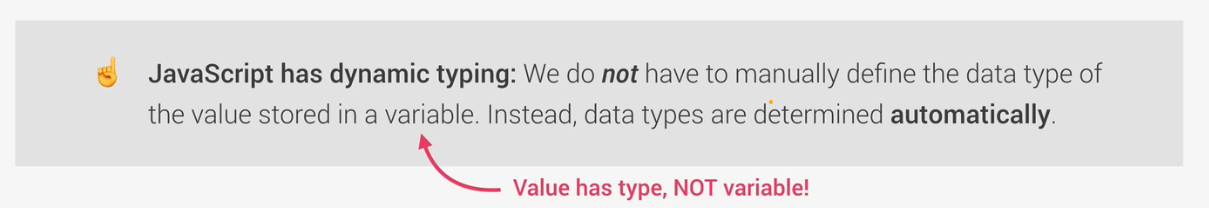 JavaScript has dynamic typing: We do not have to manually define the data type of
the value stored in a variable. Instead, data types are determined automatically.
Value has type, NOT variable!